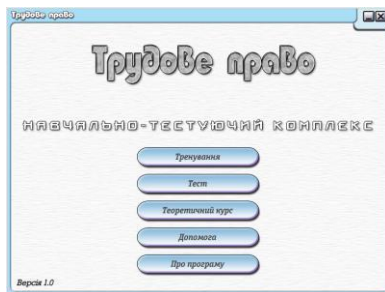 Трудове право
Трудове право
НАВЧАЛЬНО-ТЕСТУЮЧИЙ КОМПЛЕКС
Тренування
Тест
Теоретичний курс
Допомога
Про програму
Версія 1.0